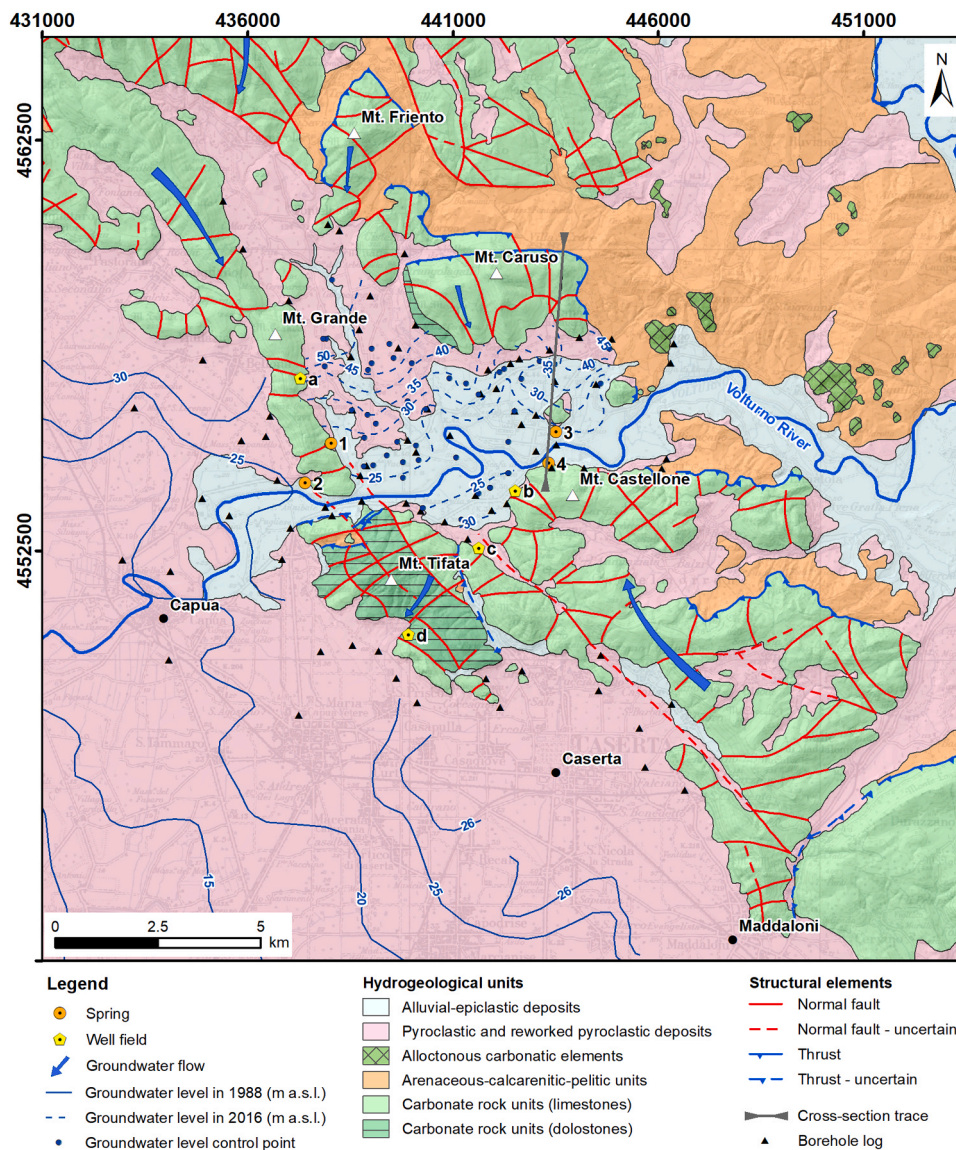 431000 436000 441000 446000 451000
N
4562500
Mt. Friento
Mt. Caruso
Mt. Grande
50
45
40
35
30
45
40
35
30
a
30
Volturno River
1
3
25
2
25
4
25
Mt. Castellone
b
30
4552500
c
Mt. Tifata
Capua
d
Caserta
26
15
20
25
26
0 2.5 5
km
Maddaloni
Legend
Spring
Well field
Groundwater flow
Groundwater level in 1988 (m a.s.l.)
Groundwater level in 2016 (m a.s.l.)
Groundwater level control point
Hydrogeological units
Alluvial-epiclastic deposits
Pyroclastic and reworked pyroclastic deposits
Alloctonous carbonatic elements
Arenaceous-calcarenitic-pelitic units
Carbonate rock units (limestones)
Carbonate rock units (dolostones)
Structural elements
Normal fault
Normal fault - uncertain
Thrust
Thrust - uncertain
Cross-section trace
Borehole log